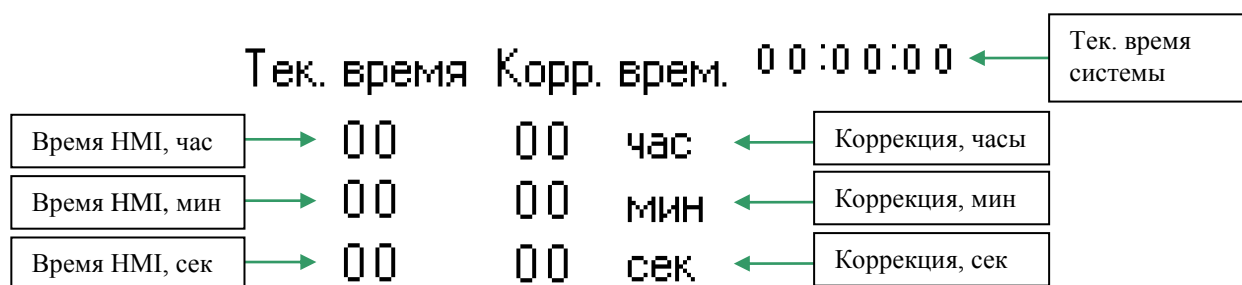 Тек. время Корр. врем. 00:00:00 Тек. время
системы
Время HMI, час 00 00 час Коррекция, часы
Время HMI, мин 00 00 мин Коррекция, мин
Время HMI, сек 00 00 сек Коррекция, сек